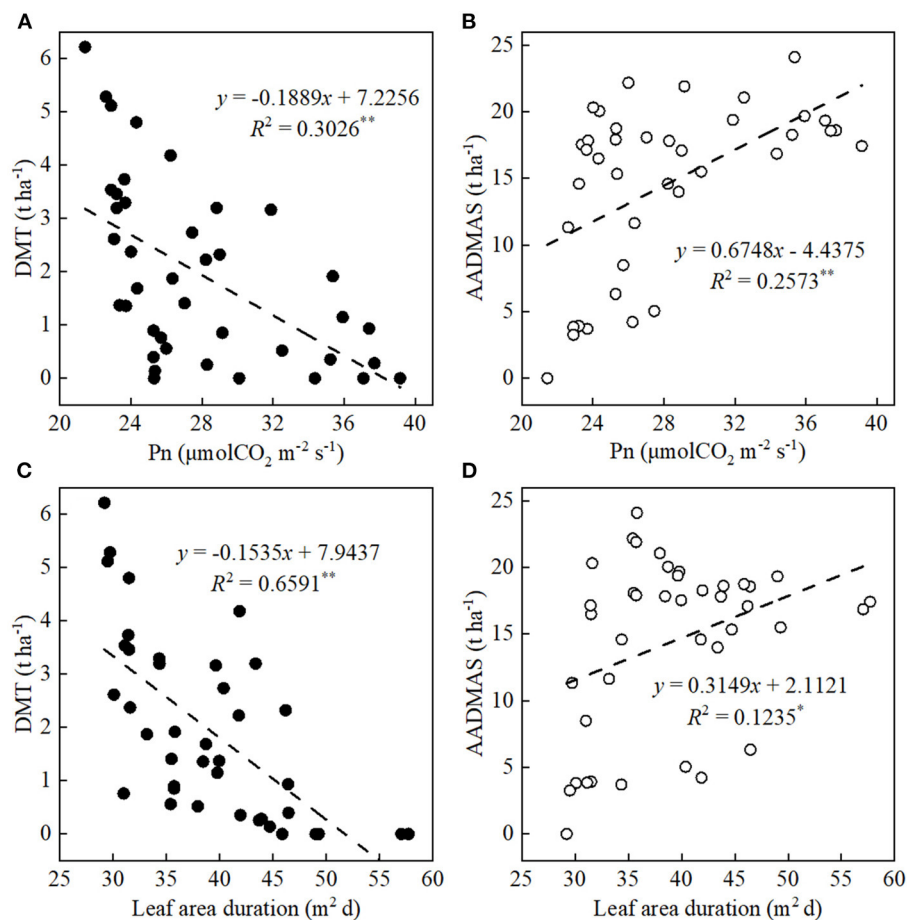 A
6
5
4
3
2
1
0
DMT (t ha⁻¹)
y = -0.1889x + 7.2256
R² = 0.3026**
20 24 28 32 36 40
Pn (μmolCO₂ m⁻² s⁻¹)
B
25
20
15
10
5
0
AADMAS (t ha⁻¹)
y = 0.6748x - 4.4375
R² = 0.2573**
20 24 28 32 36 40
Pn (μmolCO₂ m⁻² s⁻¹)
C
6
5
4
3
2
1
0
DMT (t ha⁻¹)
y = -0.1535x + 7.9437
R² = 0.6591**
25 30 35 40 45 50 55 60
Leaf area duration (m² d)
D
25
20
15
10
5
0
AADMAS (t ha⁻¹)
y = 0.3149x + 2.1121
R² = 0.1235*
25 30 35 40 45 50 55 60
Leaf area duration (m² d)